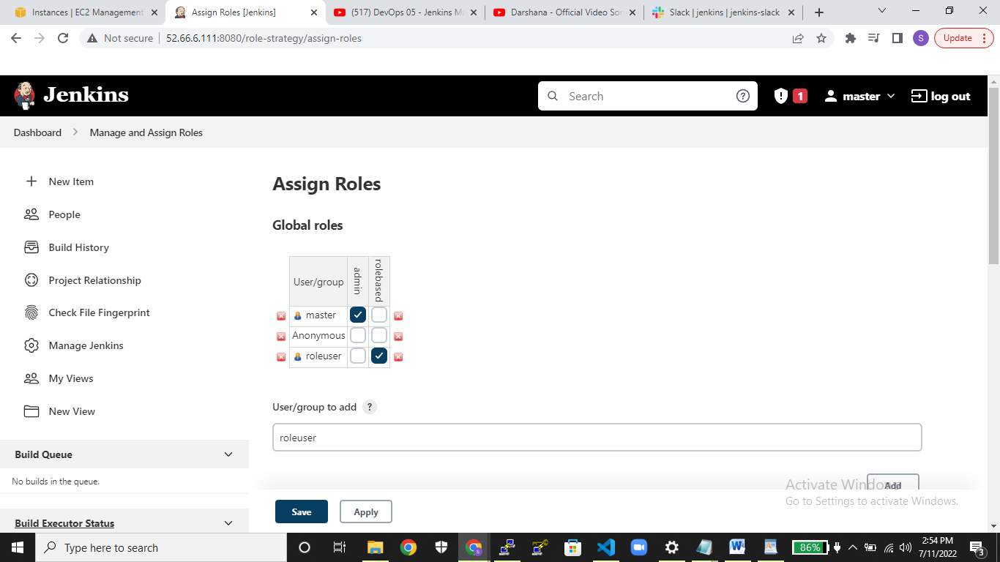 Instances | EC2 Management
Assign Roles [Jenkins]
(517) DevOps 05 - Jenkins Ma
Darshana - Official Video Son
Slack | jenkins | jenkins-slack
Not secure
52.66.6.111:8080/role-strategy/assign-roles
S
Update
Jenkins
Search
1
master
log out
Dashboard
Manage and Assign Roles
New Item
People
Build History
Project Relationship
Check File Fingerprint
Manage Jenkins
My Views
New View
Build Queue
No builds in the queue.
Build Executor Status
Assign Roles
Global roles
User/group
admin
rolebased
master
Anonymous
roleuser
User/group to add ?
roleuser
Add
Save
Apply
Activate Windows
Go to Settings to activate Windows.
Type here to search
86%
2:54 PM
7/11/2022
3